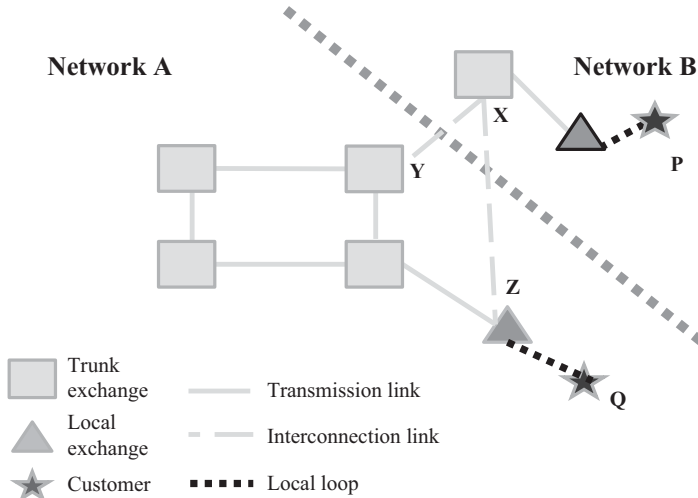 Network A
Network B
X
P
Y
Z
Q
Trunk
exchange
Transmission link
Local
exchange
Interconnection link
Customer
Local loop